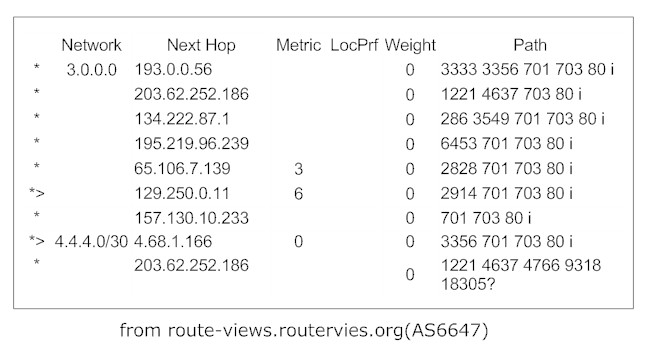 Network Next Hop Metric LocPrf Weight Path
* 3.0.0.0 193.0.0.56 0 3333 3356 701 703 80 i
* 203.62.252.186 0 1221 4637 703 80 i
* 134.222.87.1 0 286 3549 701 703 80 i
* 195.219.96.239 0 6453 701 703 80 i
* 65.106.7.139 3 0 2828 701 703 80 i
*> 129.250.0.11 6 0 2914 701 703 80 i
* 157.130.10.233 0 701 703 80 i
*> 4.4.4.0/30 4.68.1.166 0 0 3356 701 703 80 i
* 203.62.252.186 0 1221 4637 4766 9318
18305?
from route-views.routervies.org(AS6647)